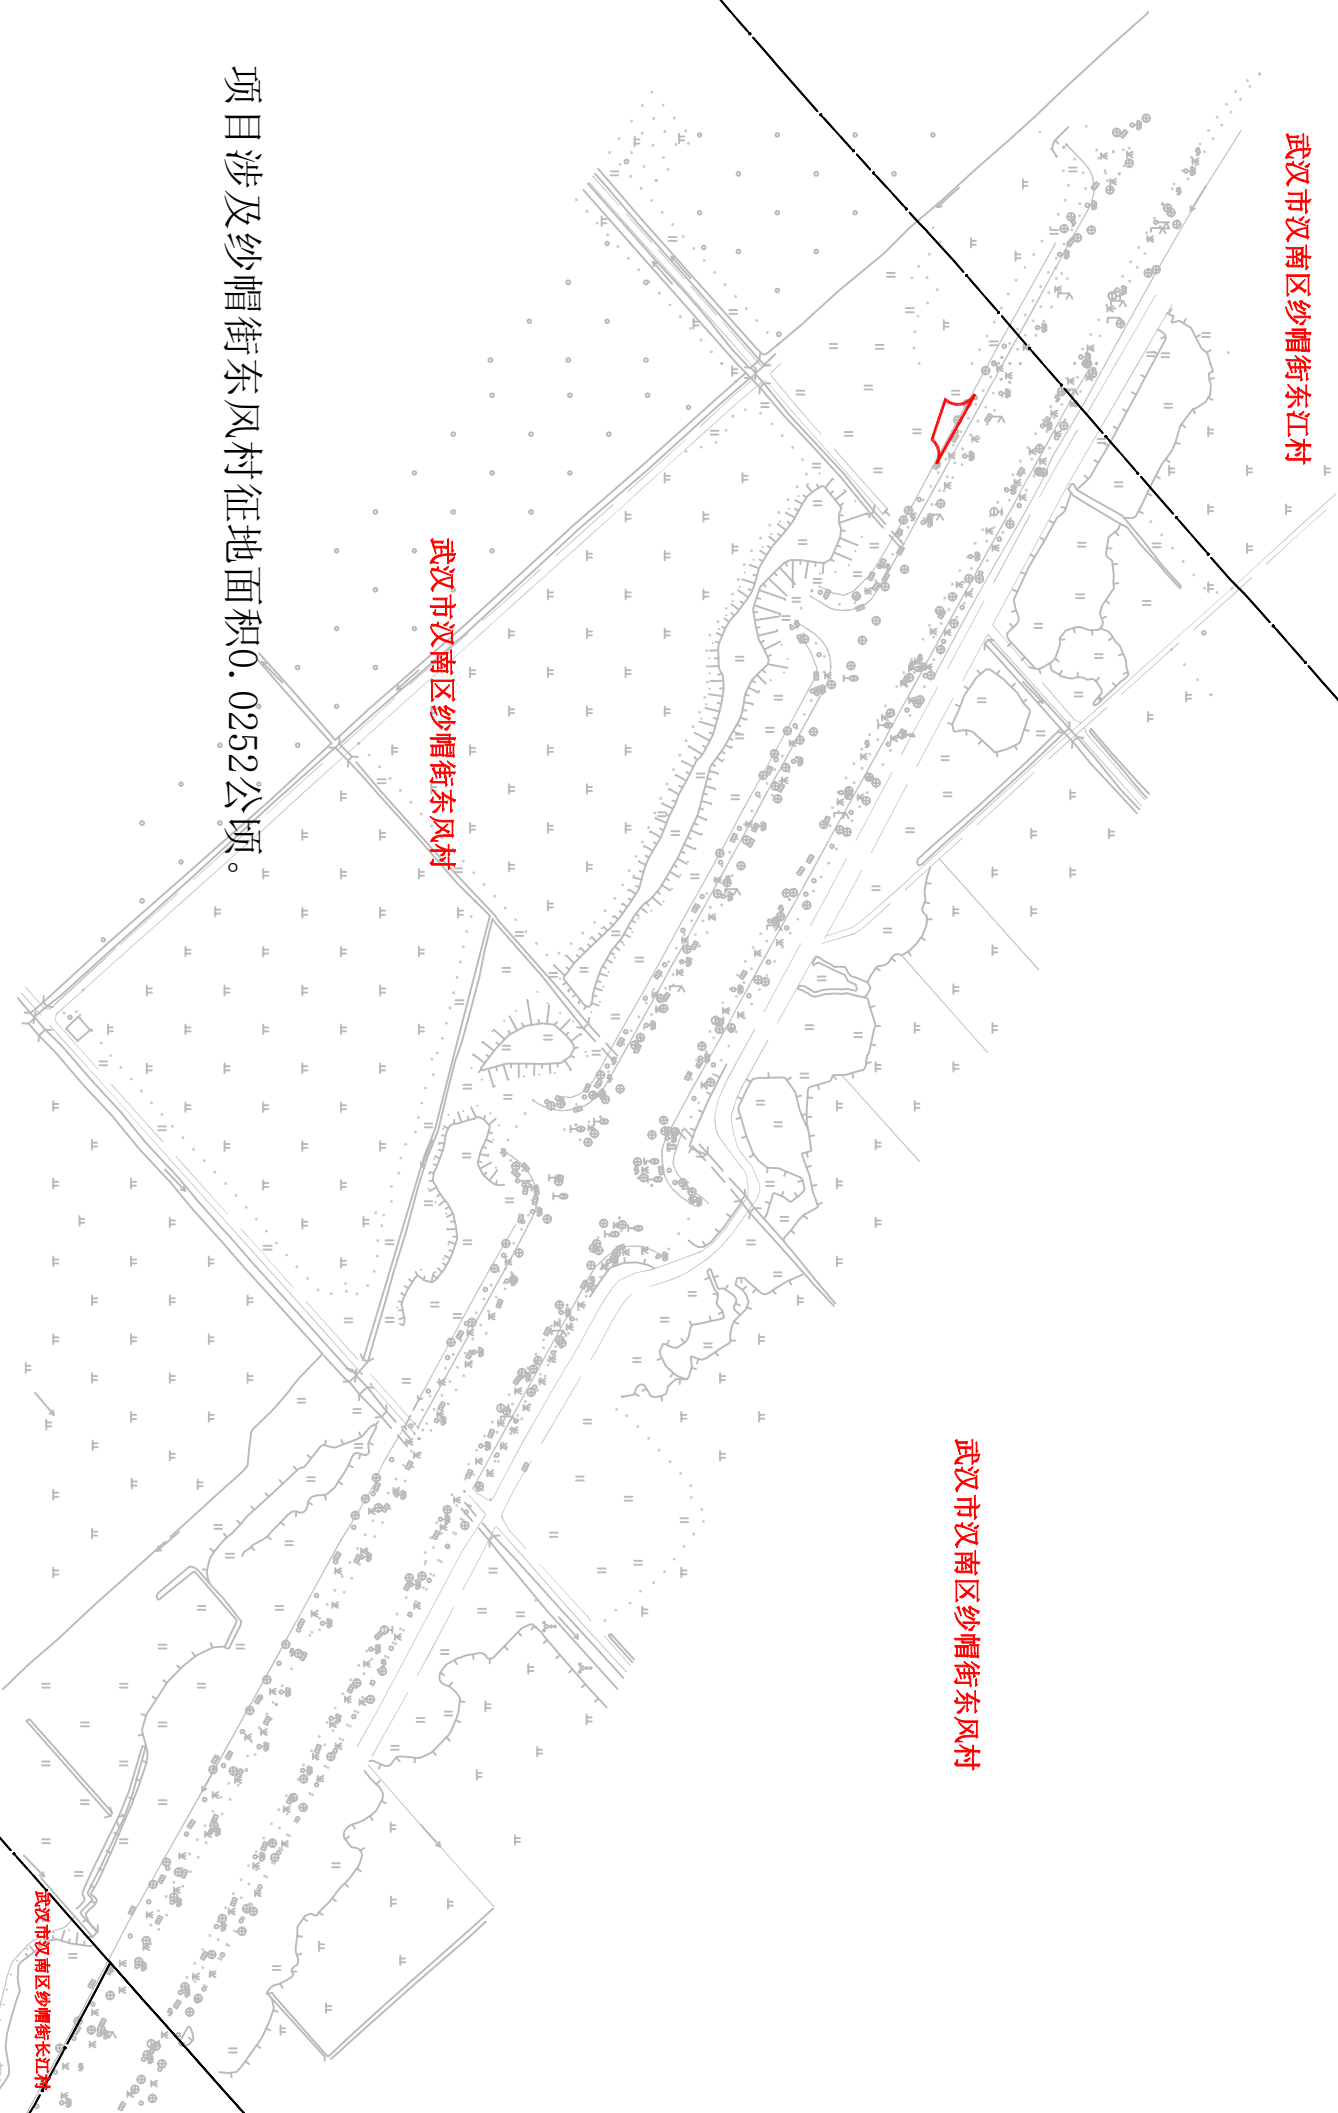 武汉市汉南区纱帽街东江村
武汉市汉南区纱帽街东风村
武汉市汉南区纱帽街东风村
项目涉及纱帽街东风村征地面积0.0252公顷。
武汉市汉南区纱帽街长江村